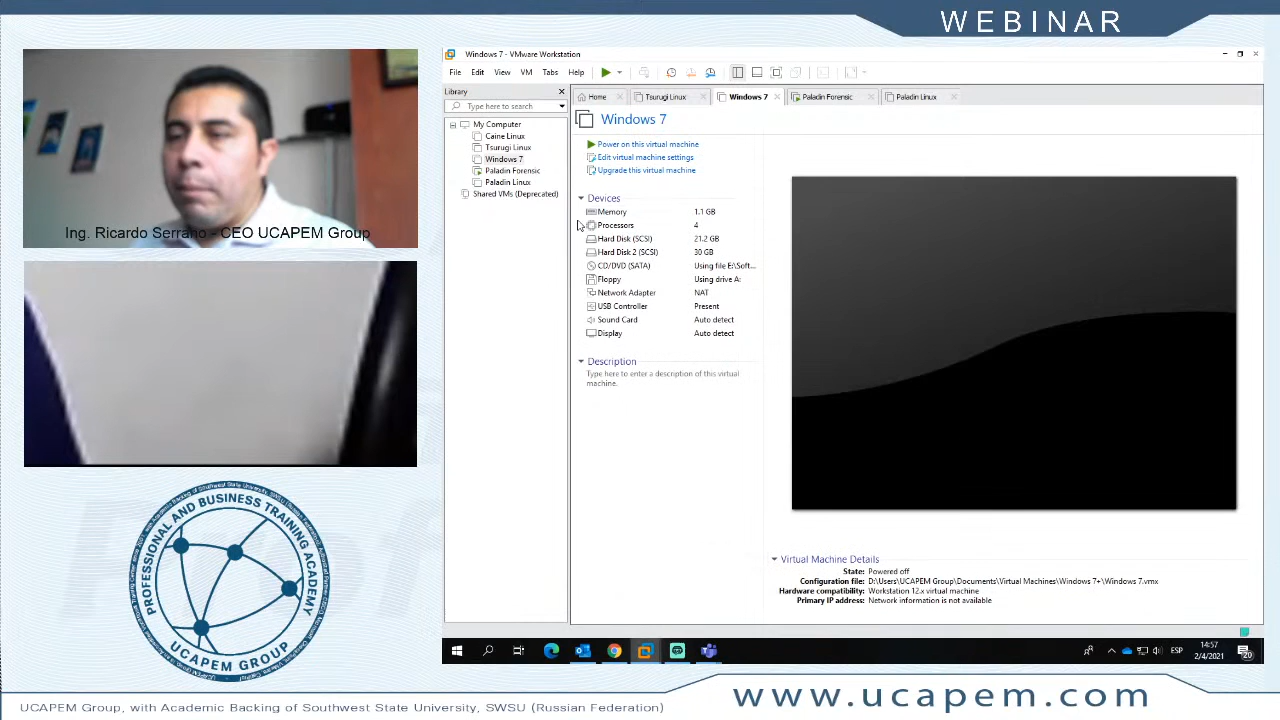 WEBINAR
Ing. Ricardo Serrano - CEO UCAPEM Group
PROFESSIONAL AND BUSINESS TRAINING ACADEMY
UCAPEM GROUP
Windows 7 - VMware Workstation
File Edit View VM Tabs Help
Library
Type here to search
My Computer
Caine Linux
Tsurugi Linux
Windows 7
Paladin Forensic
Paladin Linux
Shared VMs (Deprecated)
Home Tsurugi Linux Windows 7 Paladin Forensic Paladin Linux
Windows 7
Power on this virtual machine
Edit virtual machine settings
Upgrade this virtual machine
Devices
Memory 1.1 GB
Processors 4
Hard Disk (SCSI) 21.2 GB
Hard Disk 2 (SCSI) 30 GB
CD/DVD (SATA) Using file E:\Soft...
Floppy Using drive A:
Network Adapter NAT
USB Controller Present
Sound Card Auto detect
Display Auto detect
Description
Type here to enter a description of this virtual
machine.
Virtual Machine Details
State: Powered off
Configuration file: D:\Users\UCAPEM Group\Documents\Virtual Machines\Windows 7+\Windows 7.vmx
Hardware compatibility: Workstation 12.x virtual machine
Primary IP address: Network information is not available
ESP
14:57
2/4/2021
20
UCAPEM Group, with Academic Backing of Southwest State University, SWSU (Russian Federation)
www.ucapem.com